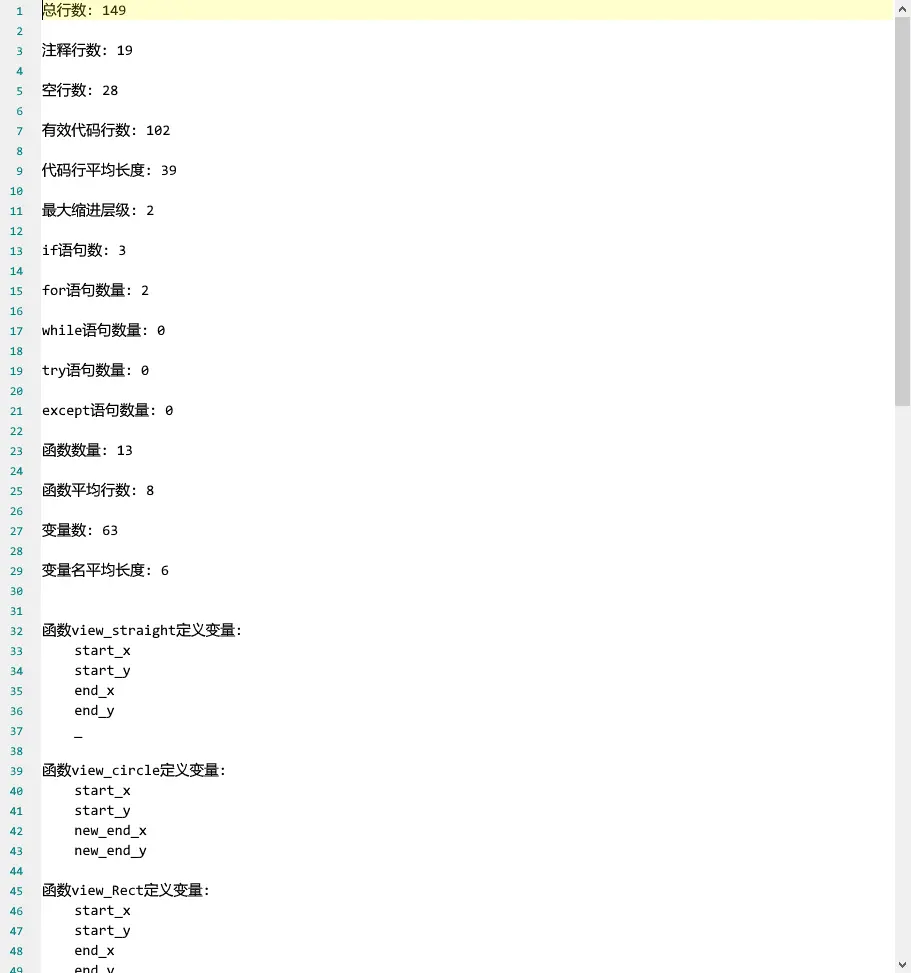 1 总行数: 149
2
3 注释行数: 19
4
5 空行数: 28
6
7 有效代码行数: 102
8
9 代码行平均长度: 39
10
11 最大缩进层级: 2
12
13 if语句数: 3
14
15 for语句数量: 2
16
17 while语句数量: 0
18
19 try语句数量: 0
20
21 except语句数量: 0
22
23 函数数量: 13
24
25 函数平均行数: 8
26
27 变量数: 63
28
29 变量名平均长度: 6
30
31
32 函数view_straight定义变量:
33 start_x
34 start_y
35 end_x
36 end_y
37 _
38
39 函数view_circle定义变量:
40 start_x
41 start_y
42 new_end_x
43 new_end_y
44
45 函数view_Rect定义变量:
46 start_x
47 start_y
48 end_x
49 end_y